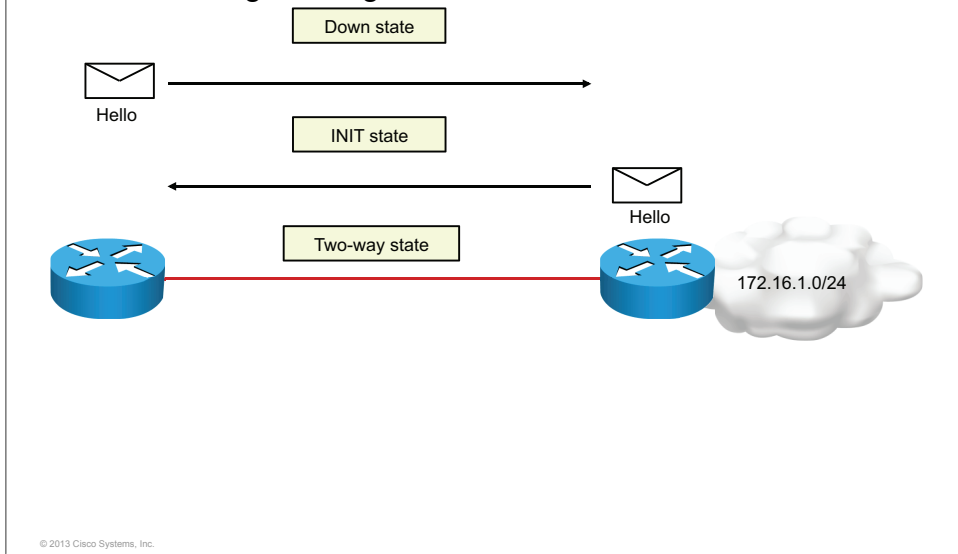 Down state
Hello
INIT state
Hello
Two-way state
172.16.1.0/24
© 2013 Cisco Systems, Inc.